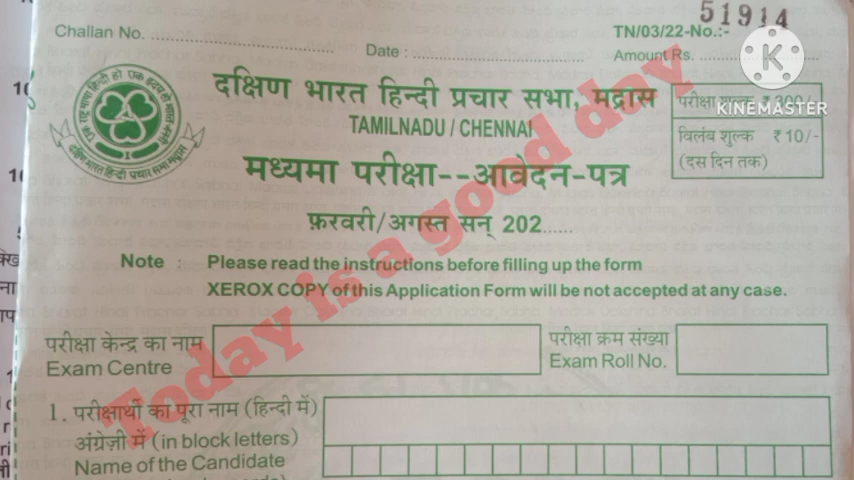 51914
Challan No.
TN/03/22-No.:-
Date :
Amount Rs.
KINEMASTER
दक्षिण भारत हिन्दी प्रचार सभा, मद्रास
परीक्षा शुल्क ₹
TAMILNADU / CHENNAI
विलंब शुल्क ₹ 10/-
(दस दिन तक)
मध्यमा परीक्षा--आवेदन-पत्र
फ़रवरी/अगस्त सन् 202......
Today is a good day
Note : Please read the instructions before filling up the form
XEROX COPY of this Application Form will be not accepted at any case.
परीक्षा केन्द्र का नाम
Exam Centre
परीक्षा क्रम संख्या
Exam Roll No.
1. परीक्षार्थी का पूरा नाम (हिन्दी में)
अंग्रेज़ी में (in block letters)
Name of the Candidate